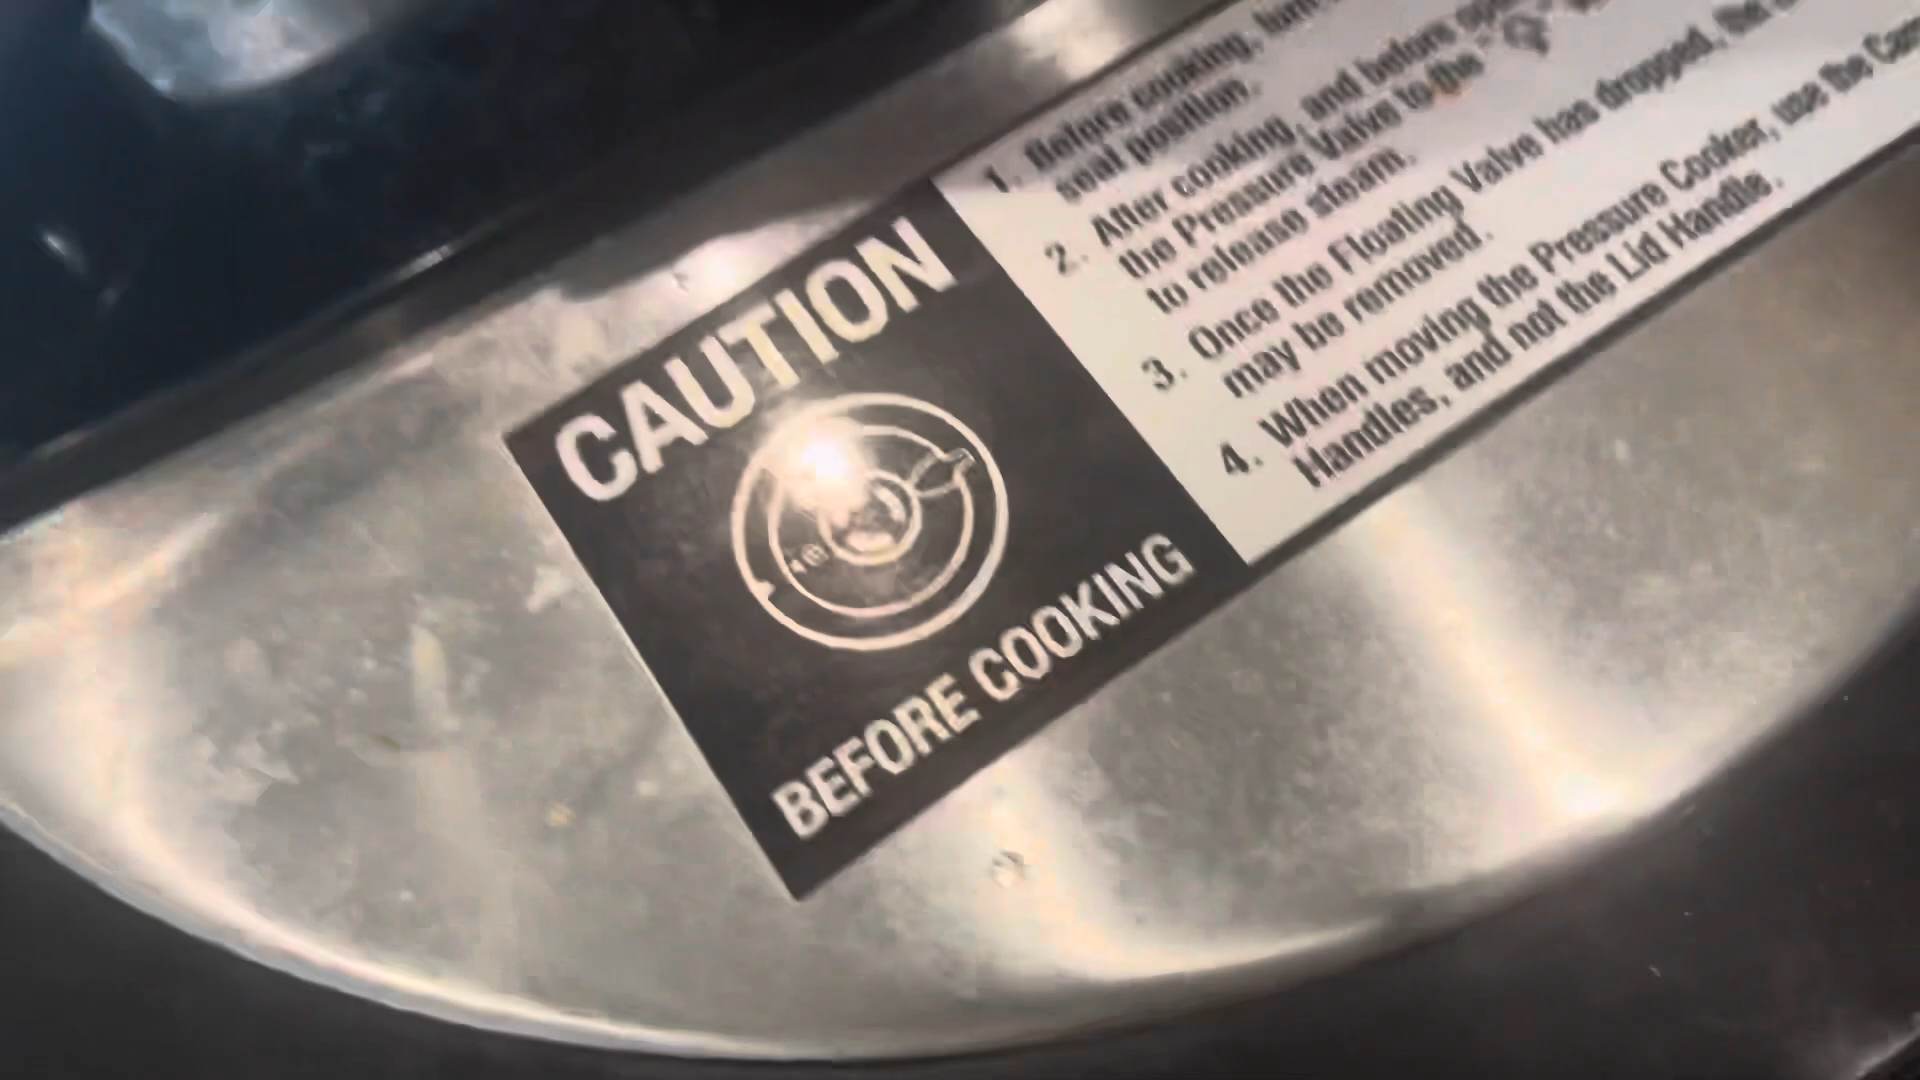 CAUTION
BEFORE COOKING
1. Before cooking, turn
seal position.
2. After cooking, and before
the Pressure Valve to the
to release steam.
3. Once the Floating Valve has dropped, the
may be removed.
4. When moving the Pressure Cooker, use the
Handles, and not the Lid Handle.